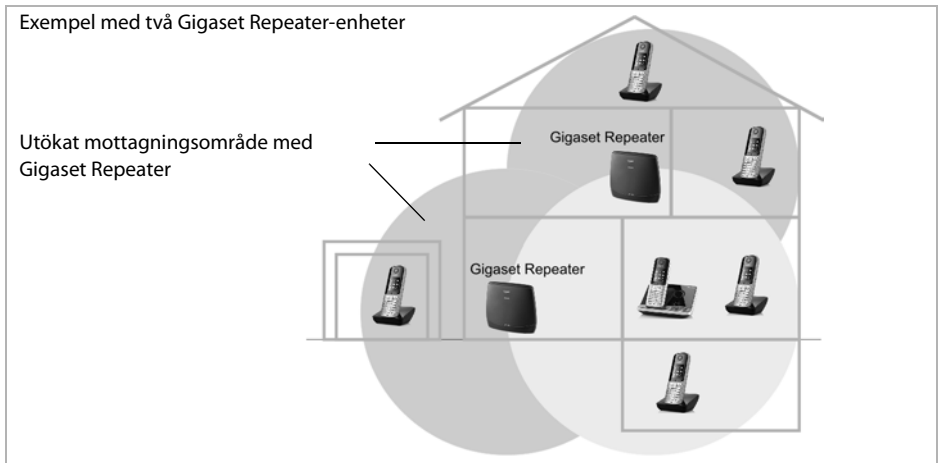 Exempel med två Gigaset Repeater-enheter
Utökat mottagningsområde med
Gigaset Repeater
Gigaset Repeater
Gigaset Repeater